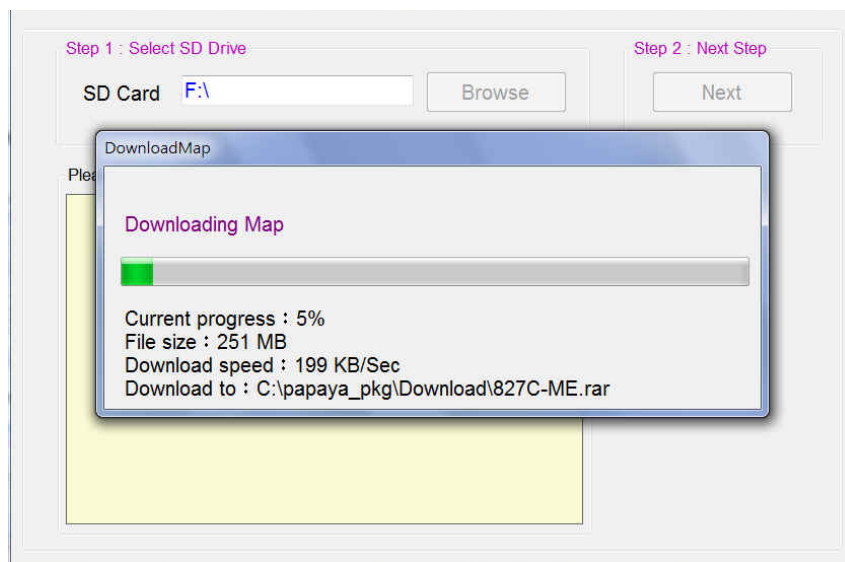 Step 1 : Select SD Drive
Step 2 : Next Step
SD Card F:\ Browse
Next
DownloadMap
Downloading Map
Current progress：5%
File size：251 MB
Download speed：199 KB/Sec
Download to：C:\papaya_pkg\Download\827C-ME.rar